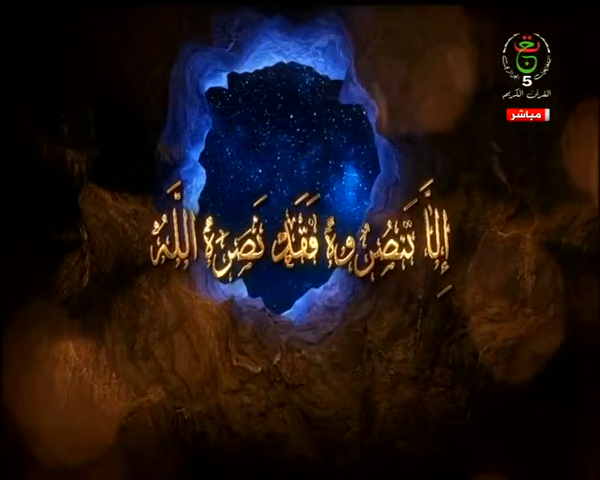 5
القرآن الكريم
مباشر
إِلَّا تَنصُرُوهُ فَقَدْ نَصَرَهُ اللَّهُ